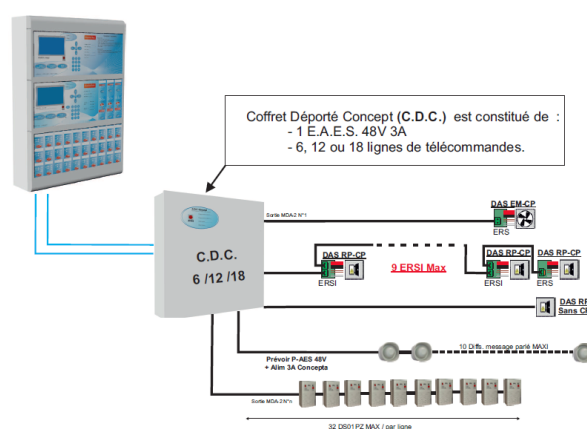 Coffret Déporté Concept (C.D.C.) est constitué de :
- 1 E.A.E.S. 48V 3A
- 6, 12 ou 18 lignes de télécommandes.
DAS EM-CP
Sortie MDA-2 N°1
ERS
C.D.C.
6 /12 /18
DAS RP-CP
9 ERSI Max
DAS RP-CP
DAS RP-CP
ERSI
ERSI
ERS
DAS RP
Sans
10 Diffs. message parlé MAXI
Prévoir P-AES 48V
+ Alim 3A Concepta
Sortie MDA-2 N°n
32 DS01PZ MAX / par ligne